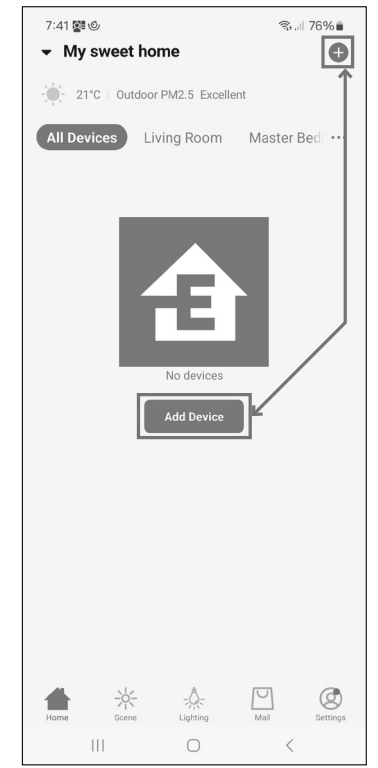 7:41
76%
My sweet home
21°C | Outdoor PM2.5 Excellent
All Devices Living Room Master Bed ···
E
No devices
Add Device
Home Scene Lighting Mall Settings